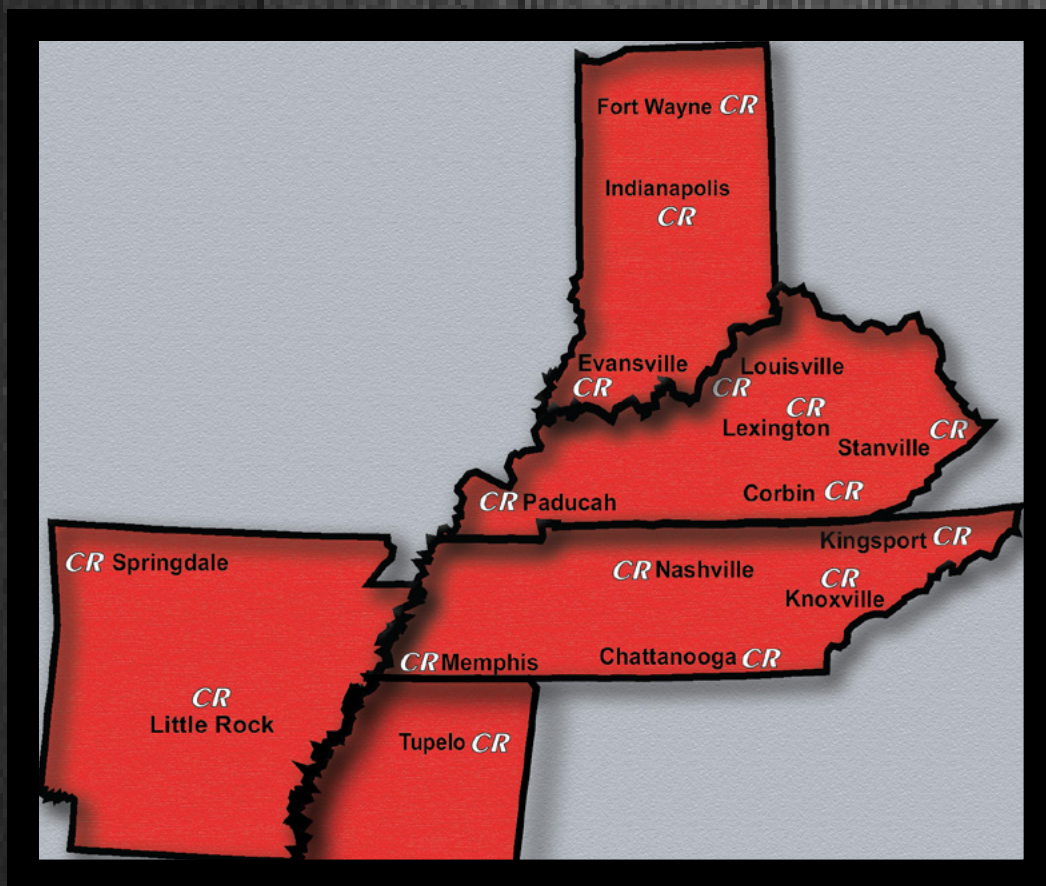 Fort Wayne CR
Indianapolis
CR
Evansville
CR
Louisville
CR
CR
Lexington
CR
Stanville
Corbin CR
CR Paducah
Kingsport CR
CR Springdale
CR Nashville
CR
Knoxville
CR Memphis
Chattanooga CR
CR
Little Rock
Tupelo CR